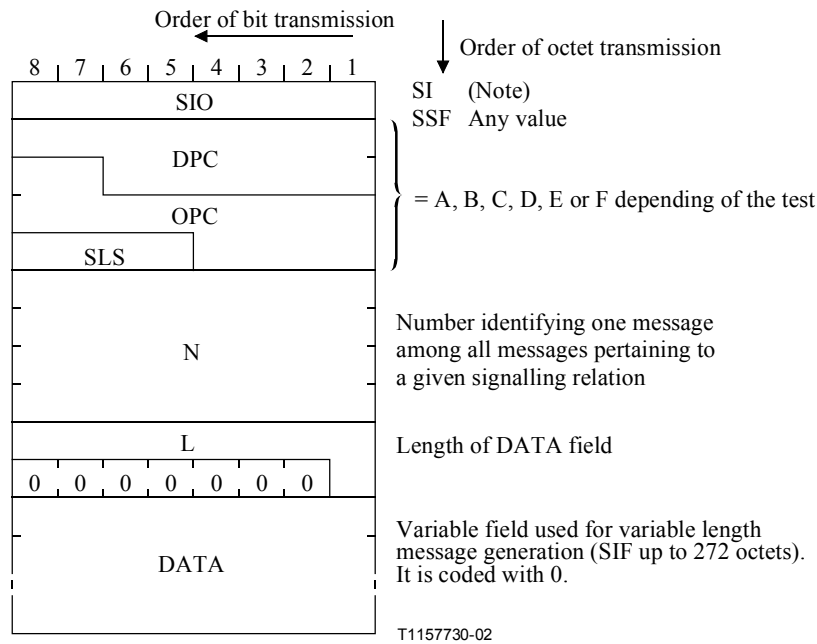 Order of bit transmission
Order of octet transmission
8 7 6 5 4 3 2 1
SIO
SI (Note)
SSF Any value
DPC
OPC
SLS
= A, B, C, D, E or F depending of the test
N
Number identifying one message
among all messages pertaining to
a given signalling relation
L
Length of DATA field
0 0 0 0 0 0 0
DATA
Variable field used for variable length
message generation (SIF up to 272 octets).
It is coded with 0.
T1157730-02